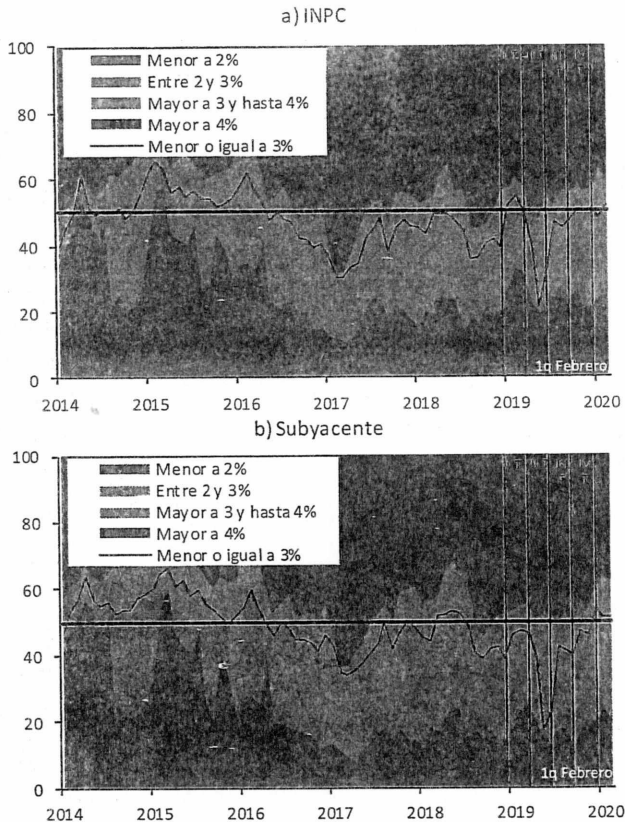 a) INPC
100
80
60
40
20
0
Menor a 2%
Entre 2 y 3%
Mayor a 3 y hasta 4%
Mayor a 4%
Menor o igual a 3%
1q Febrero
2014 2015 2016 2017 2018 2019 2020
b) Subyacente
100
80
60
40
20
0
Menor a 2%
Entre 2 y 3%
Mayor a 3 y hasta 4%
Mayor a 4%
Menor o igual a 3%
1q Febrero
2014 2015 2016 2017 2018 2019 2020